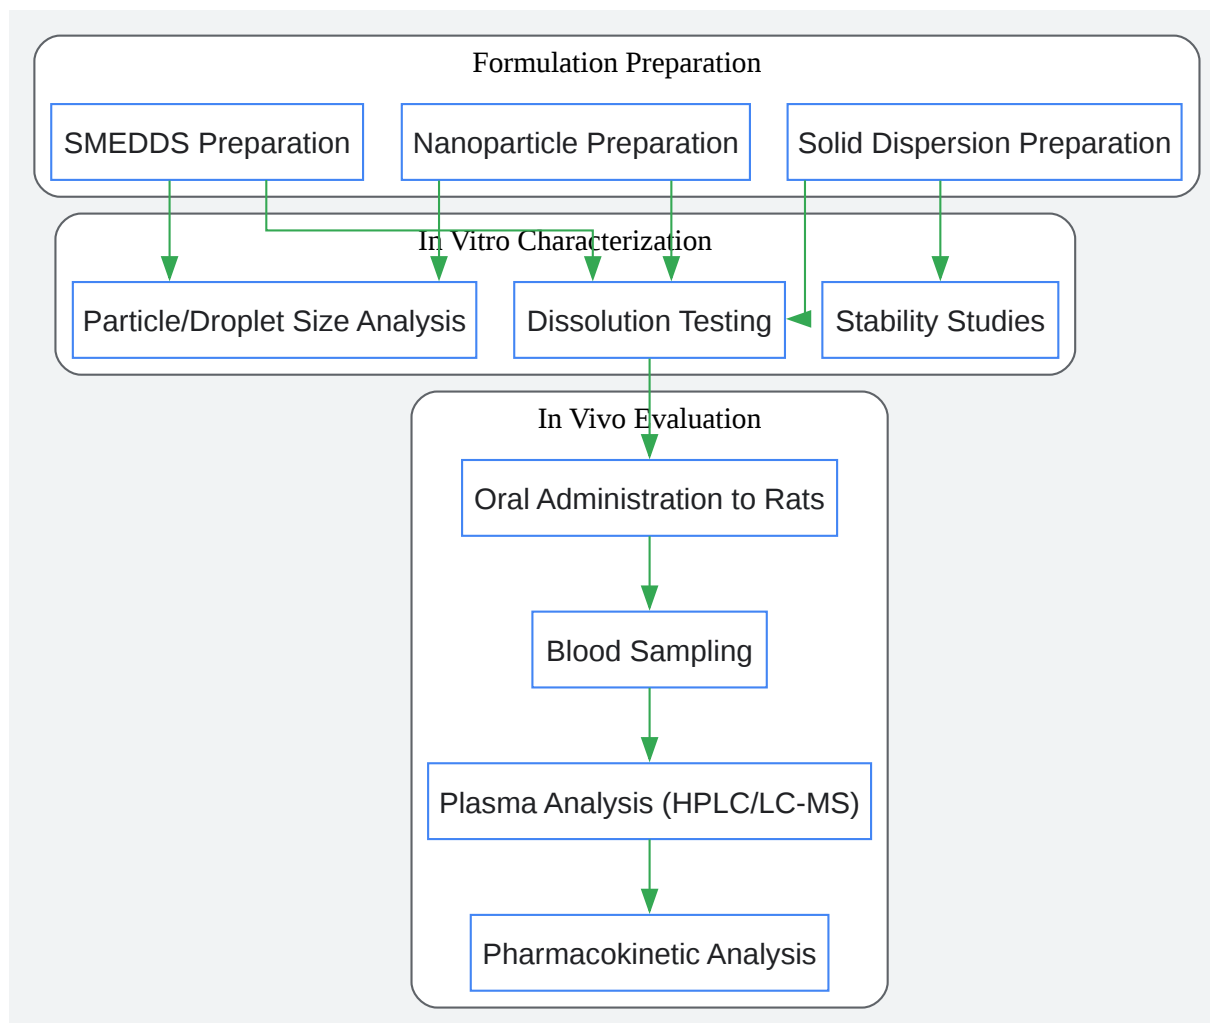 Formulation Preparation
SMEDDS Preparation
Nanoparticle Preparation
Solid Dispersion Preparation
In Vitro Characterization
Particle/Droplet Size Analysis
Dissolution Testing
Stability Studies
In Vivo Evaluation
Oral Administration to Rats
Blood Sampling
Plasma Analysis (HPLC/LC-MS)
Pharmacokinetic Analysis